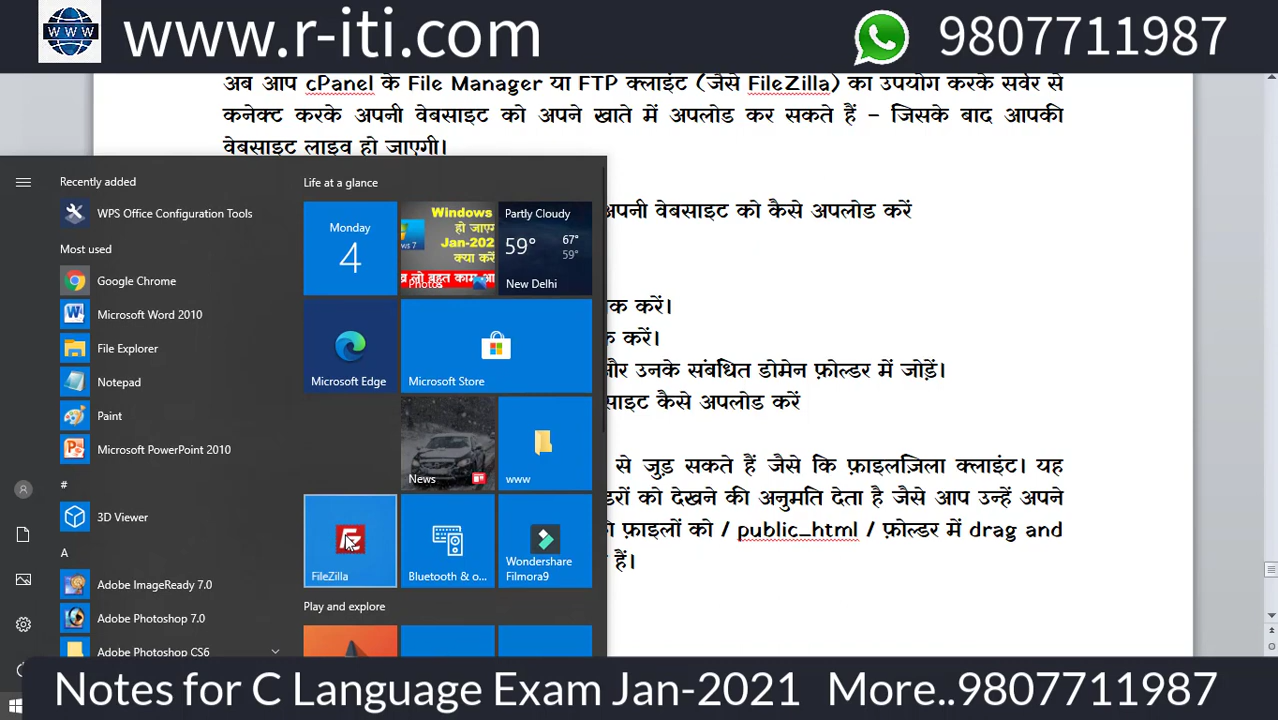 WWW
www.r-iti.com
9807711987
अब आप cPanel के File Manager या FTP क्लाइंट (जैसे FileZilla) का उपयोग करके सर्वर से
कनेक्ट करके अपनी वेबसाइट को अपने खाते में अपलोड कर सकते हैं – जिसके बाद आपकी
वेबसाइट लाइव हो जाएगी।
अपनी वेबसाइट को कैसे अपलोड करें
क करें।
क करें।
और उनके संबधित डोमेन फ़ोल्डर में जोड़ें।
साइट कैसे अपलोड करें
से जुड़ सकते हैं जैसे कि फ़ाइलज़िला क्लाइंट। यह
डरों को देखने की अनुमति देता है जैसे आप उन्हें अपने
फ़ाइलों को / public_html / फ़ोल्डर में drag and
हैं।
Recently added
WPS Office Configuration Tools
Most used
Google Chrome
Microsoft Word 2010
File Explorer
Notepad
Paint
Microsoft PowerPoint 2010
#
3D Viewer
A
Adobe ImageReady 7.0
Adobe Photoshop 7.0
Adobe Photoshop CS6
Life at a glance
Monday
4
Windows
हो जाए
Jan-202
क्या करें
Photos
Partly Cloudy
59° 67°
59°
New Delhi
Microsoft Edge
Microsoft Store
News
www
FileZilla
Bluetooth & o...
Wondershare
Filmora9
Play and explore
Notes for C Language Exam Jan-2021 More..9807711987